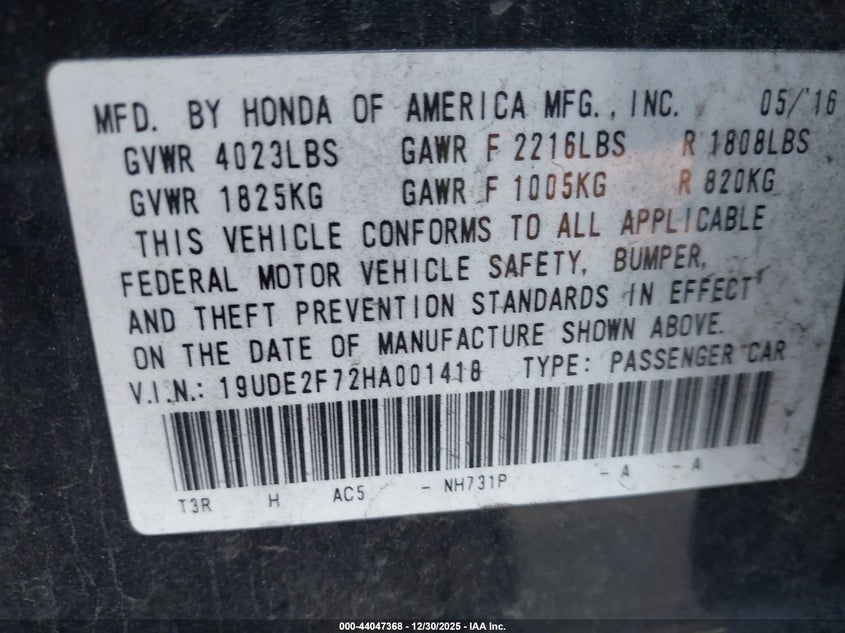 MFD. BY HONDA OF AMERICA MFG., INC. 05/'16
GVWR 4023LBS GAWR F 2216LBS R 1808LBS
GVWR 1825KG GAWR F 1005KG R 820KG
THIS VEHICLE CONFORMS TO ALL APPLICABLE
FEDERAL MOTOR VEHICLE SAFETY, BUMPER,
AND THEFT PREVENTION STANDARDS IN EFFECT
ON THE DATE OF MANUFACTURE SHOWN ABOVE.
V.I.N.: 19UDE2F72HA001418 TYPE: PASSENGER CAR
T3R H AC5 - NH731P - A - A
000-44047368 - 12/30/2025 - IAA Inc.